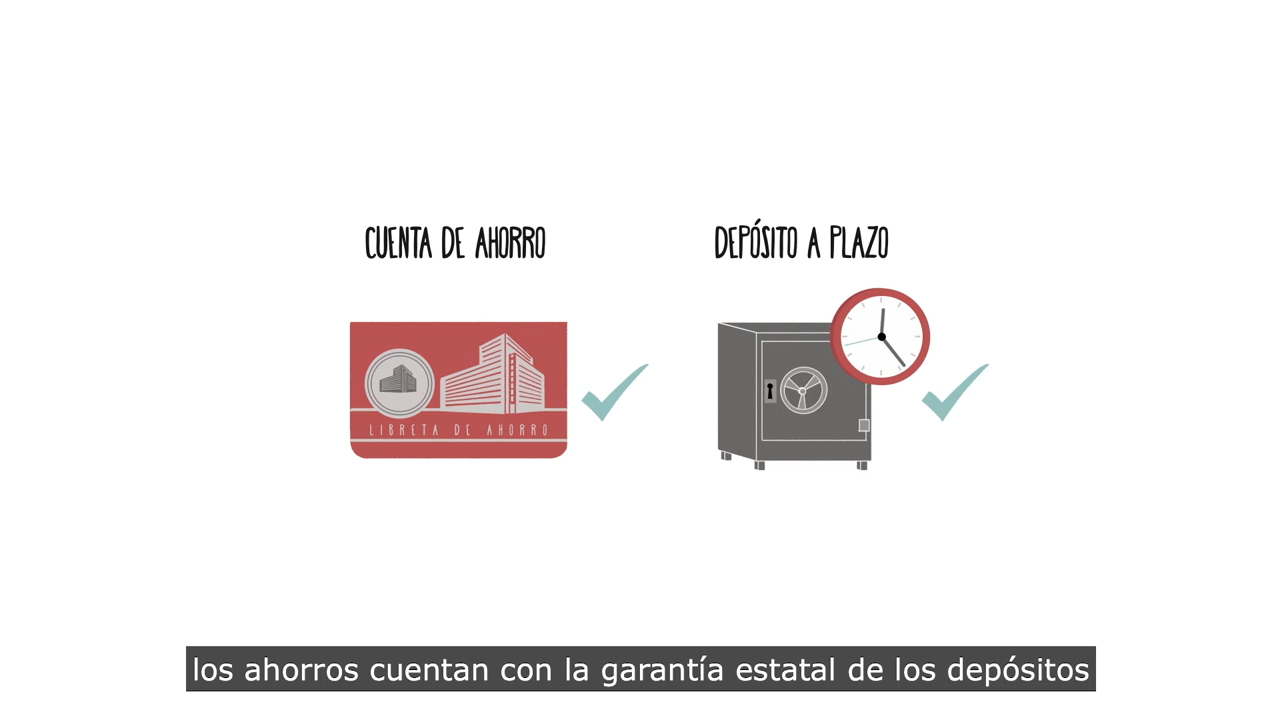 CUENTA DE AHORRO
DEPÓSITO A PLAZO
LIBRETA DE AHORRO
los ahorros cuentan con la garantía estatal de los depósitos